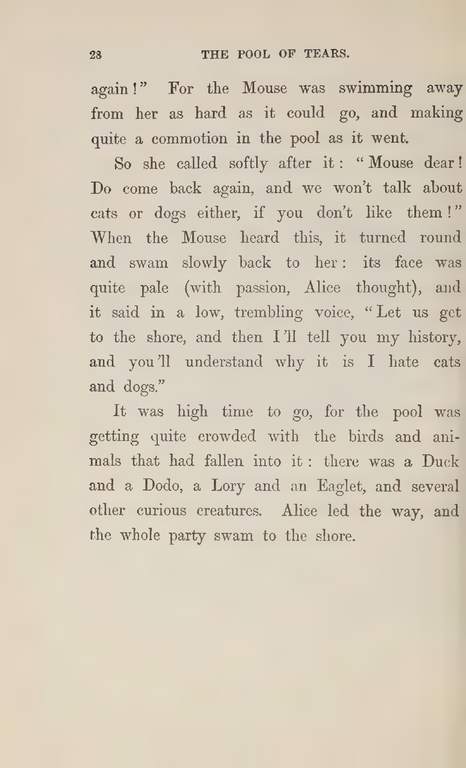 28 THE POOL OF TEARS.
again!" For the Mouse was swimming away
from her as hard as it could go, and making
quite a commotion in the pool as it went.
So she called softly after it: "Mouse dear!
Do come back again, and we won't talk about
cats or dogs either, if you don't like them!"
When the Mouse heard this, it turned round
and swam slowly back to her: its face was
quite pale (with passion, Alice thought), and
it said in a low, trembling voice, "Let us get
to the shore, and then I'll tell you my history,
and you'll understand why it is I hate cats
and dogs."
It was high time to go, for the pool was
getting quite crowded with the birds and ani-
mals that had fallen into it: there was a Duck
and a Dodo, a Lory and an Eaglet, and several
other curious creatures. Alice led the way, and
the whole party swam to the shore.